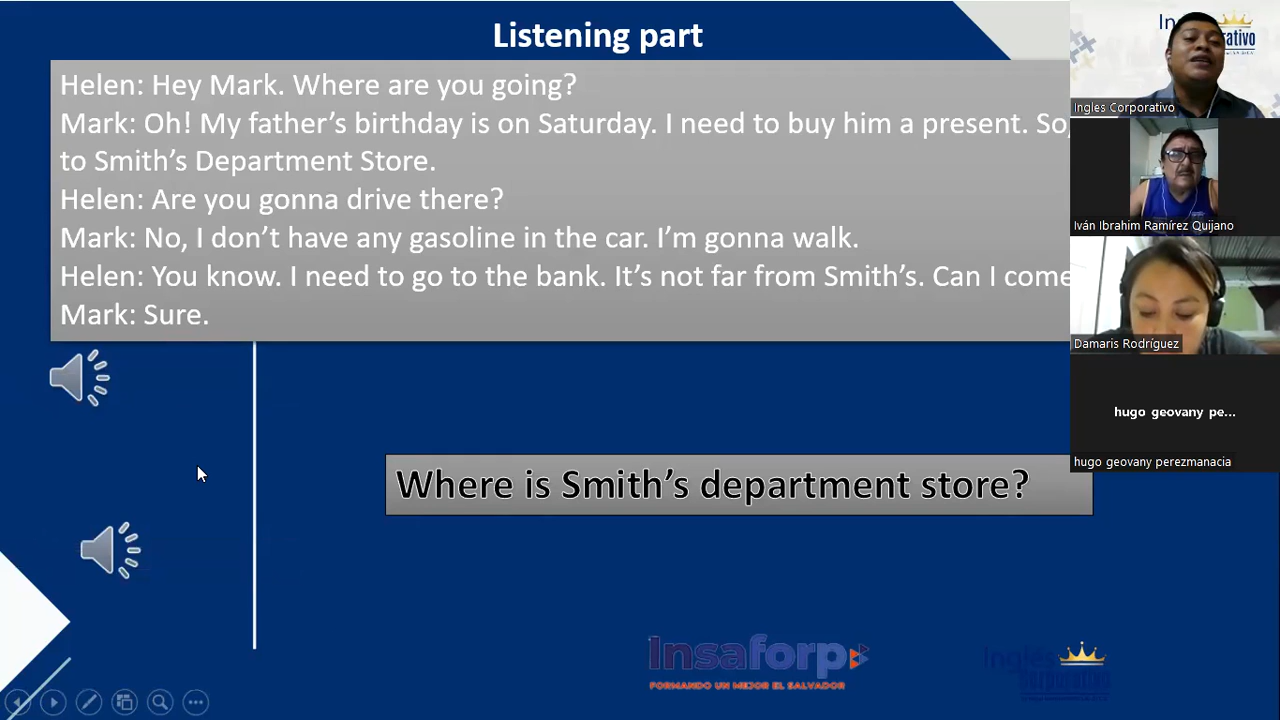 Listening part
Helen: Hey Mark. Where are you going?
Mark: Oh! My father's birthday is on Saturday. I need to buy him a present. So,
to Smith's Department Store.
Helen: Are you gonna drive there?
Mark: No, I don't have any gasoline in the car. I'm gonna walk.
Helen: You know. I need to go to the bank. It's not far from Smith's. Can I come
Mark: Sure.
Where is Smith's department store?
Insaforp
FORMANDO UN MEJOR EL SALVADOR
Inglés
corporativo
Ingles Corporativo
Iván Ibrahim Ramírez Quijano
Damaris Rodríguez
hugo geovany pe...
hugo geovany perezmanacia